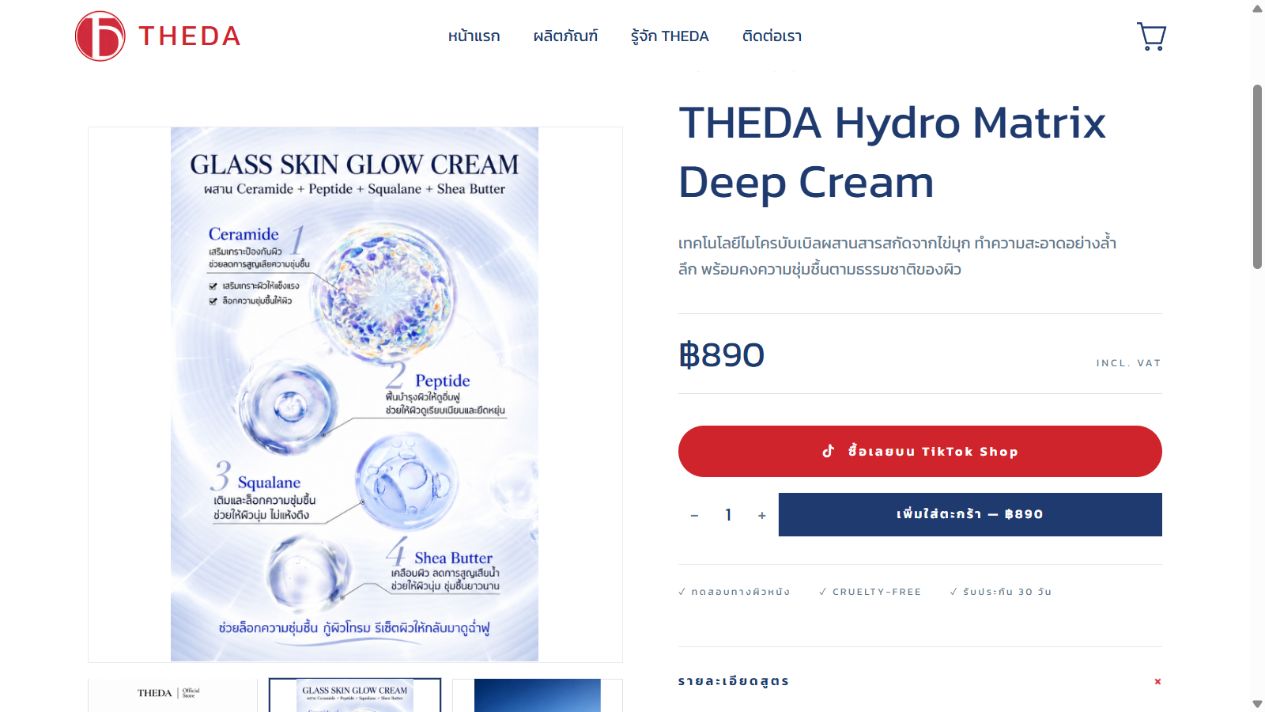 THEDA
หน้าแรก
ผลิตภัณฑ์
รู้จัก THEDA
ติดต่อเรา
GLASS SKIN GLOW CREAM
ผสาน Ceramide + Peptide + Squalane + Shea Butter
Ceramide 1
เสริมเกราะป้องกันผิว
ช่วยลดการสูญเสียความชุ่มชื้น
เสริมเกราะผิวให้แข็งแรง
ล็อกความชุ่มชื้นให้ผิว
2 Peptide
ฟื้นบำรุงผิวให้ดูอิ่มฟู
ช่วยให้ผิวดูเรียบเนียนและยืดหยุ่น
3 Squalane
เติมและล็อกความชุ่มชื้น
ช่วยให้ผิวนุ่ม ไม่แห้งตึง
4 Shea Butter
เคลือบผิว ลดการสูญเสียน้ำ
ช่วยให้ผิวนุ่ม ชุ่มชื้นยาวนาน
ช่วยล็อกความชุ่มชื้น กู้ผิวโทรม รีเซ็ตผิวให้กลับมาดูฉ่ำฟู
THEDA | Official Store
GLASS SKIN GLOW CREAM
ผสาน Ceramide + Peptide + Squalane + Shea Butter
THEDA Hydro Matrix
Deep Cream
เทคโนโลยีไมโครบับเบิลผสานสารสกัดจากไข่มุก ทำความสะอาดอย่างล้ำ
ลึก พร้อมคงความชุ่มชื้นตามธรรมชาติของผิว
฿890
INCL. VAT
ซื้อเลยบน TikTok Shop
− 1 +
เพิ่มใส่ตะกร้า — ฿890
✓ ทดสอบทางผิวหนัง
✓ CRUELTY-FREE
✓ รับประกัน 30 วัน
รายละเอียดสูตร